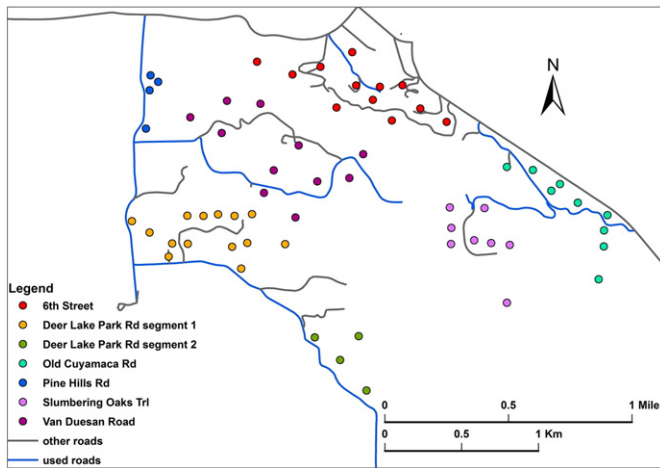 N
Legend
6th Street
Deer Lake Park Rd segment 1
Deer Lake Park Rd segment 2
Old Cuyamaca Rd
Pine Hills Rd
Slumbering Oaks Trl
Van Duesan Road
other roads
used roads
0 0.5 1 Mile
0 0.5 1 Km